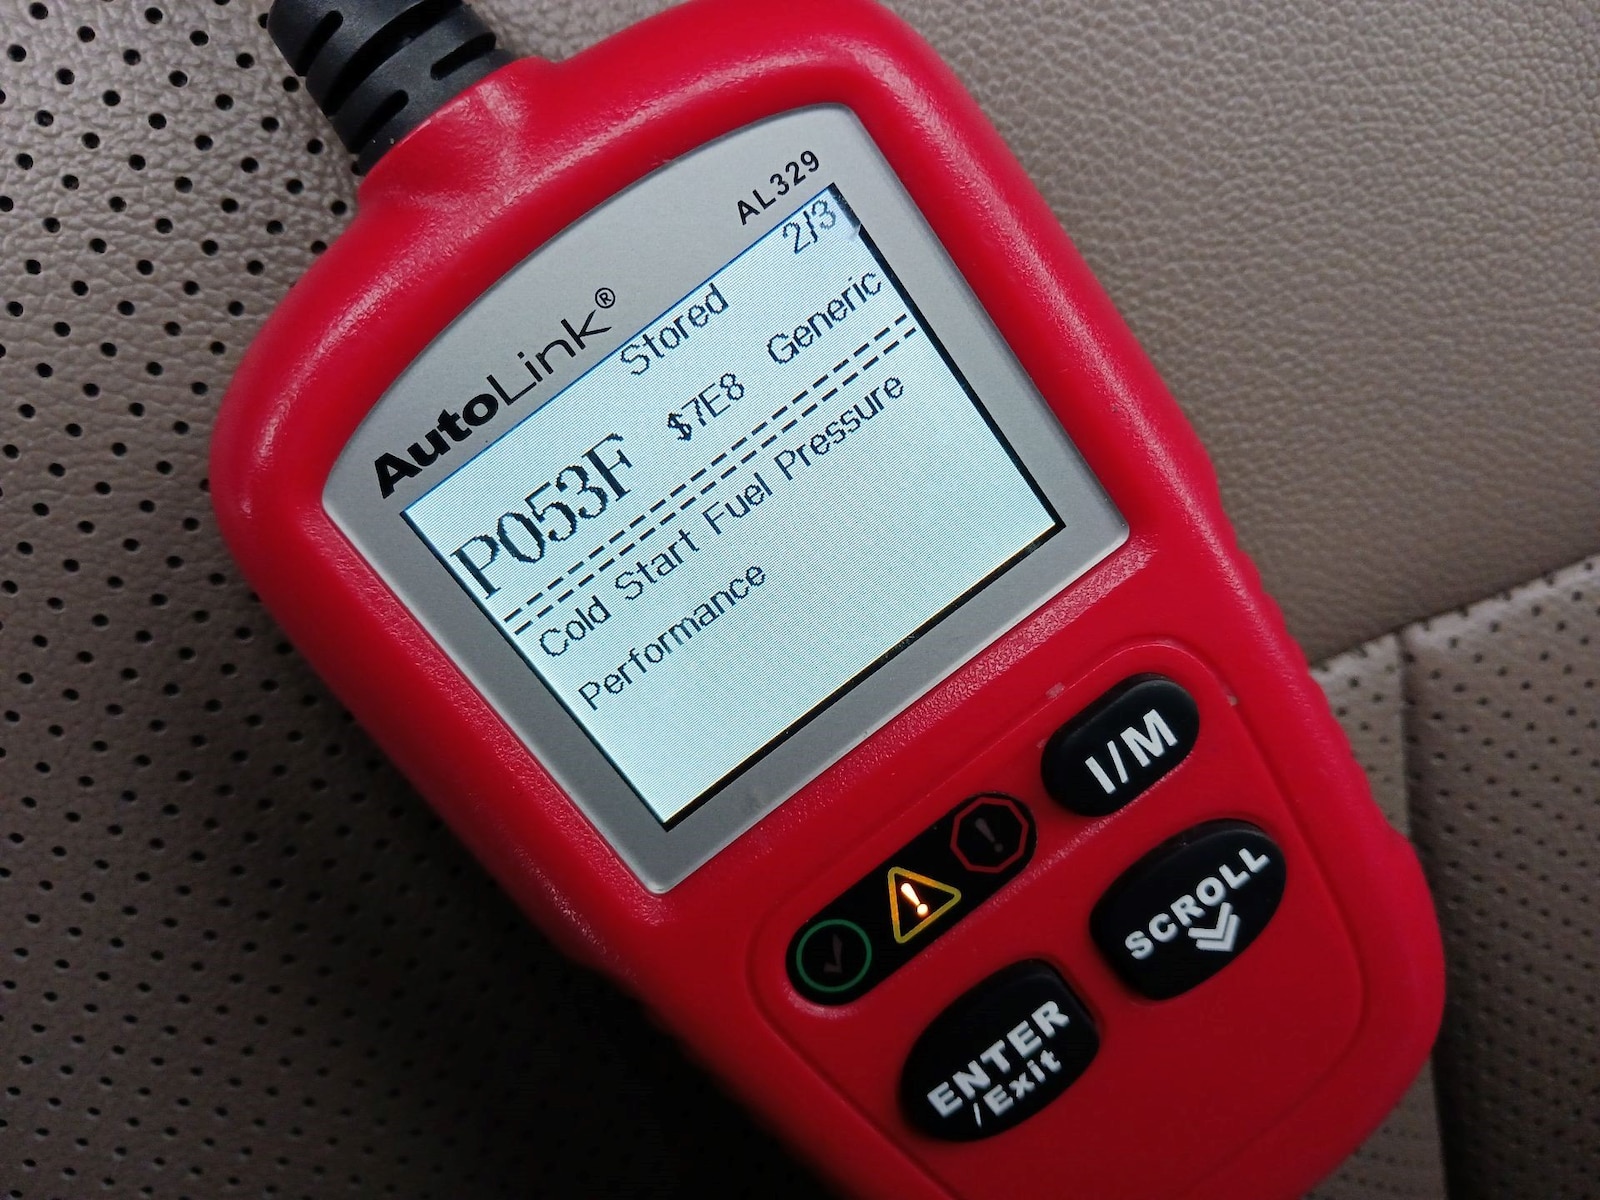 AutoLink®
AL329
Stored 2/3
P053F $7E8 Generic
Cold Start Fuel Pressure
Performance
I/M
SCROLL
ENTER
/Exit